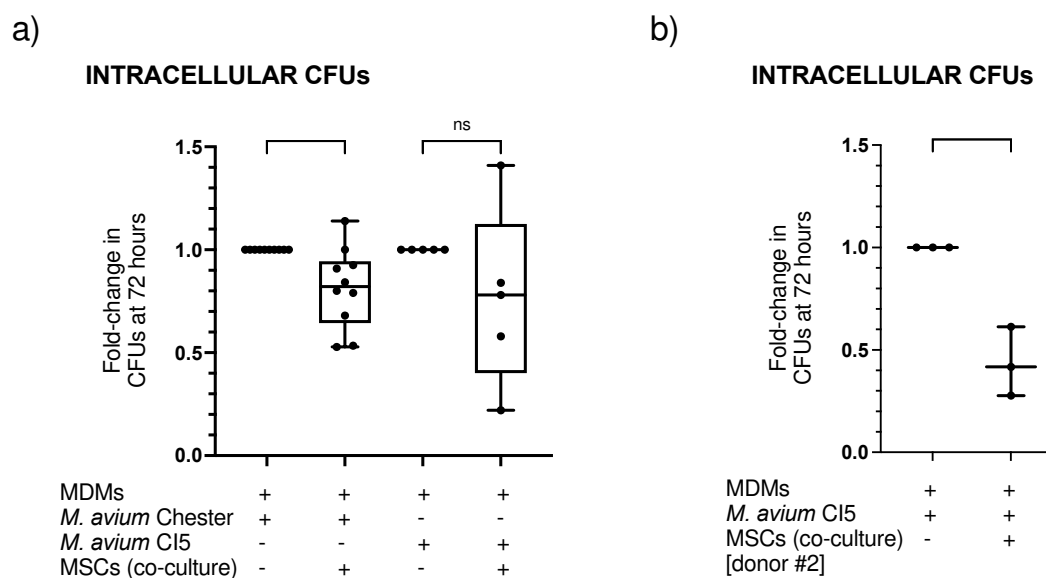 a)
INTRACELLULAR CFUs
ns
1.5
1.0
0.5
0.0
Fold-change in
CFUs at 72 hours
MDMs + + + +
M. avium Chester + + - -
M. avium CI5 - - + +
MSCs (co-culture) - + - +
b)
INTRACELLULAR CFUs
1.5
1.0
0.5
0.0
Fold-change in
CFUs at 72 hours
MDMs + +
M. avium CI5 + +
MSCs (co-culture) - +
[donor #2]